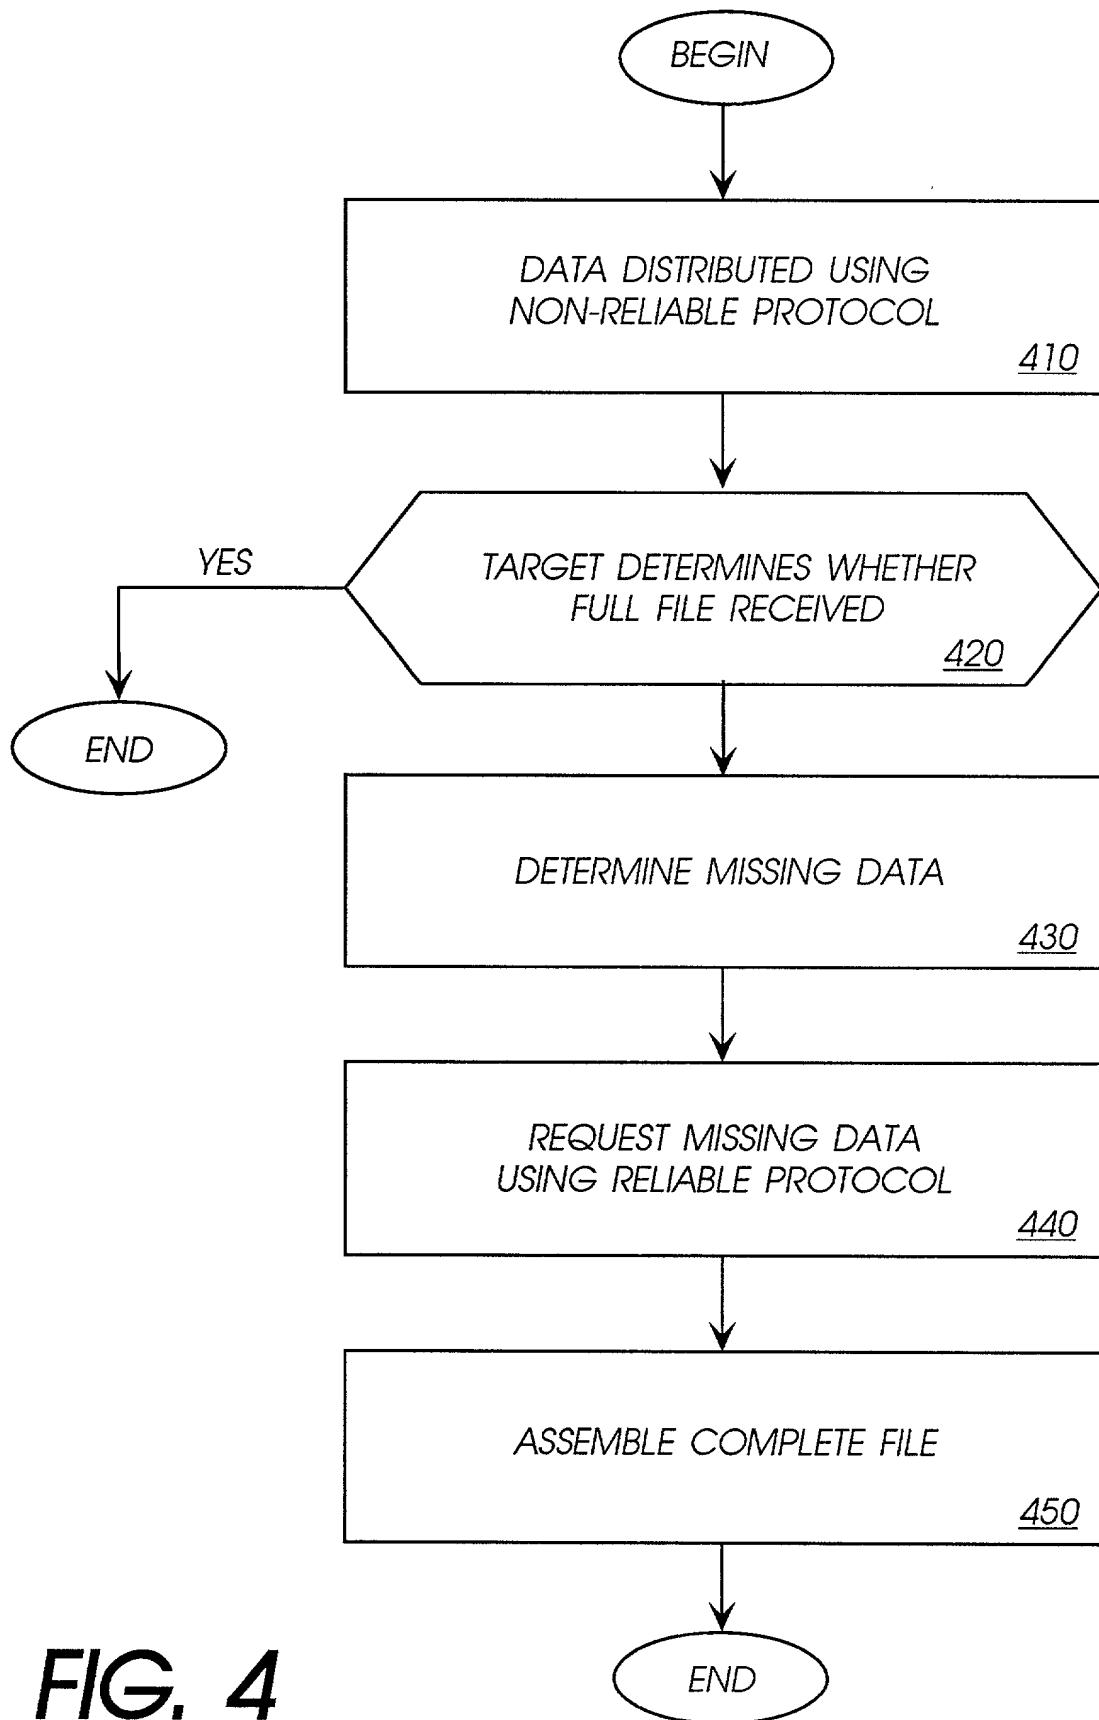 BEGIN
DATA DISTRIBUTED USING
NON-RELIABLE PROTOCOL
410
YES
TARGET DETERMINES WHETHER
FULL FILE RECEIVED
420
END
DETERMINE MISSING DATA
430
REQUEST MISSING DATA
USING RELIABLE PROTOCOL
440
ASSEMBLE COMPLETE FILE
450
END
FIG. 4